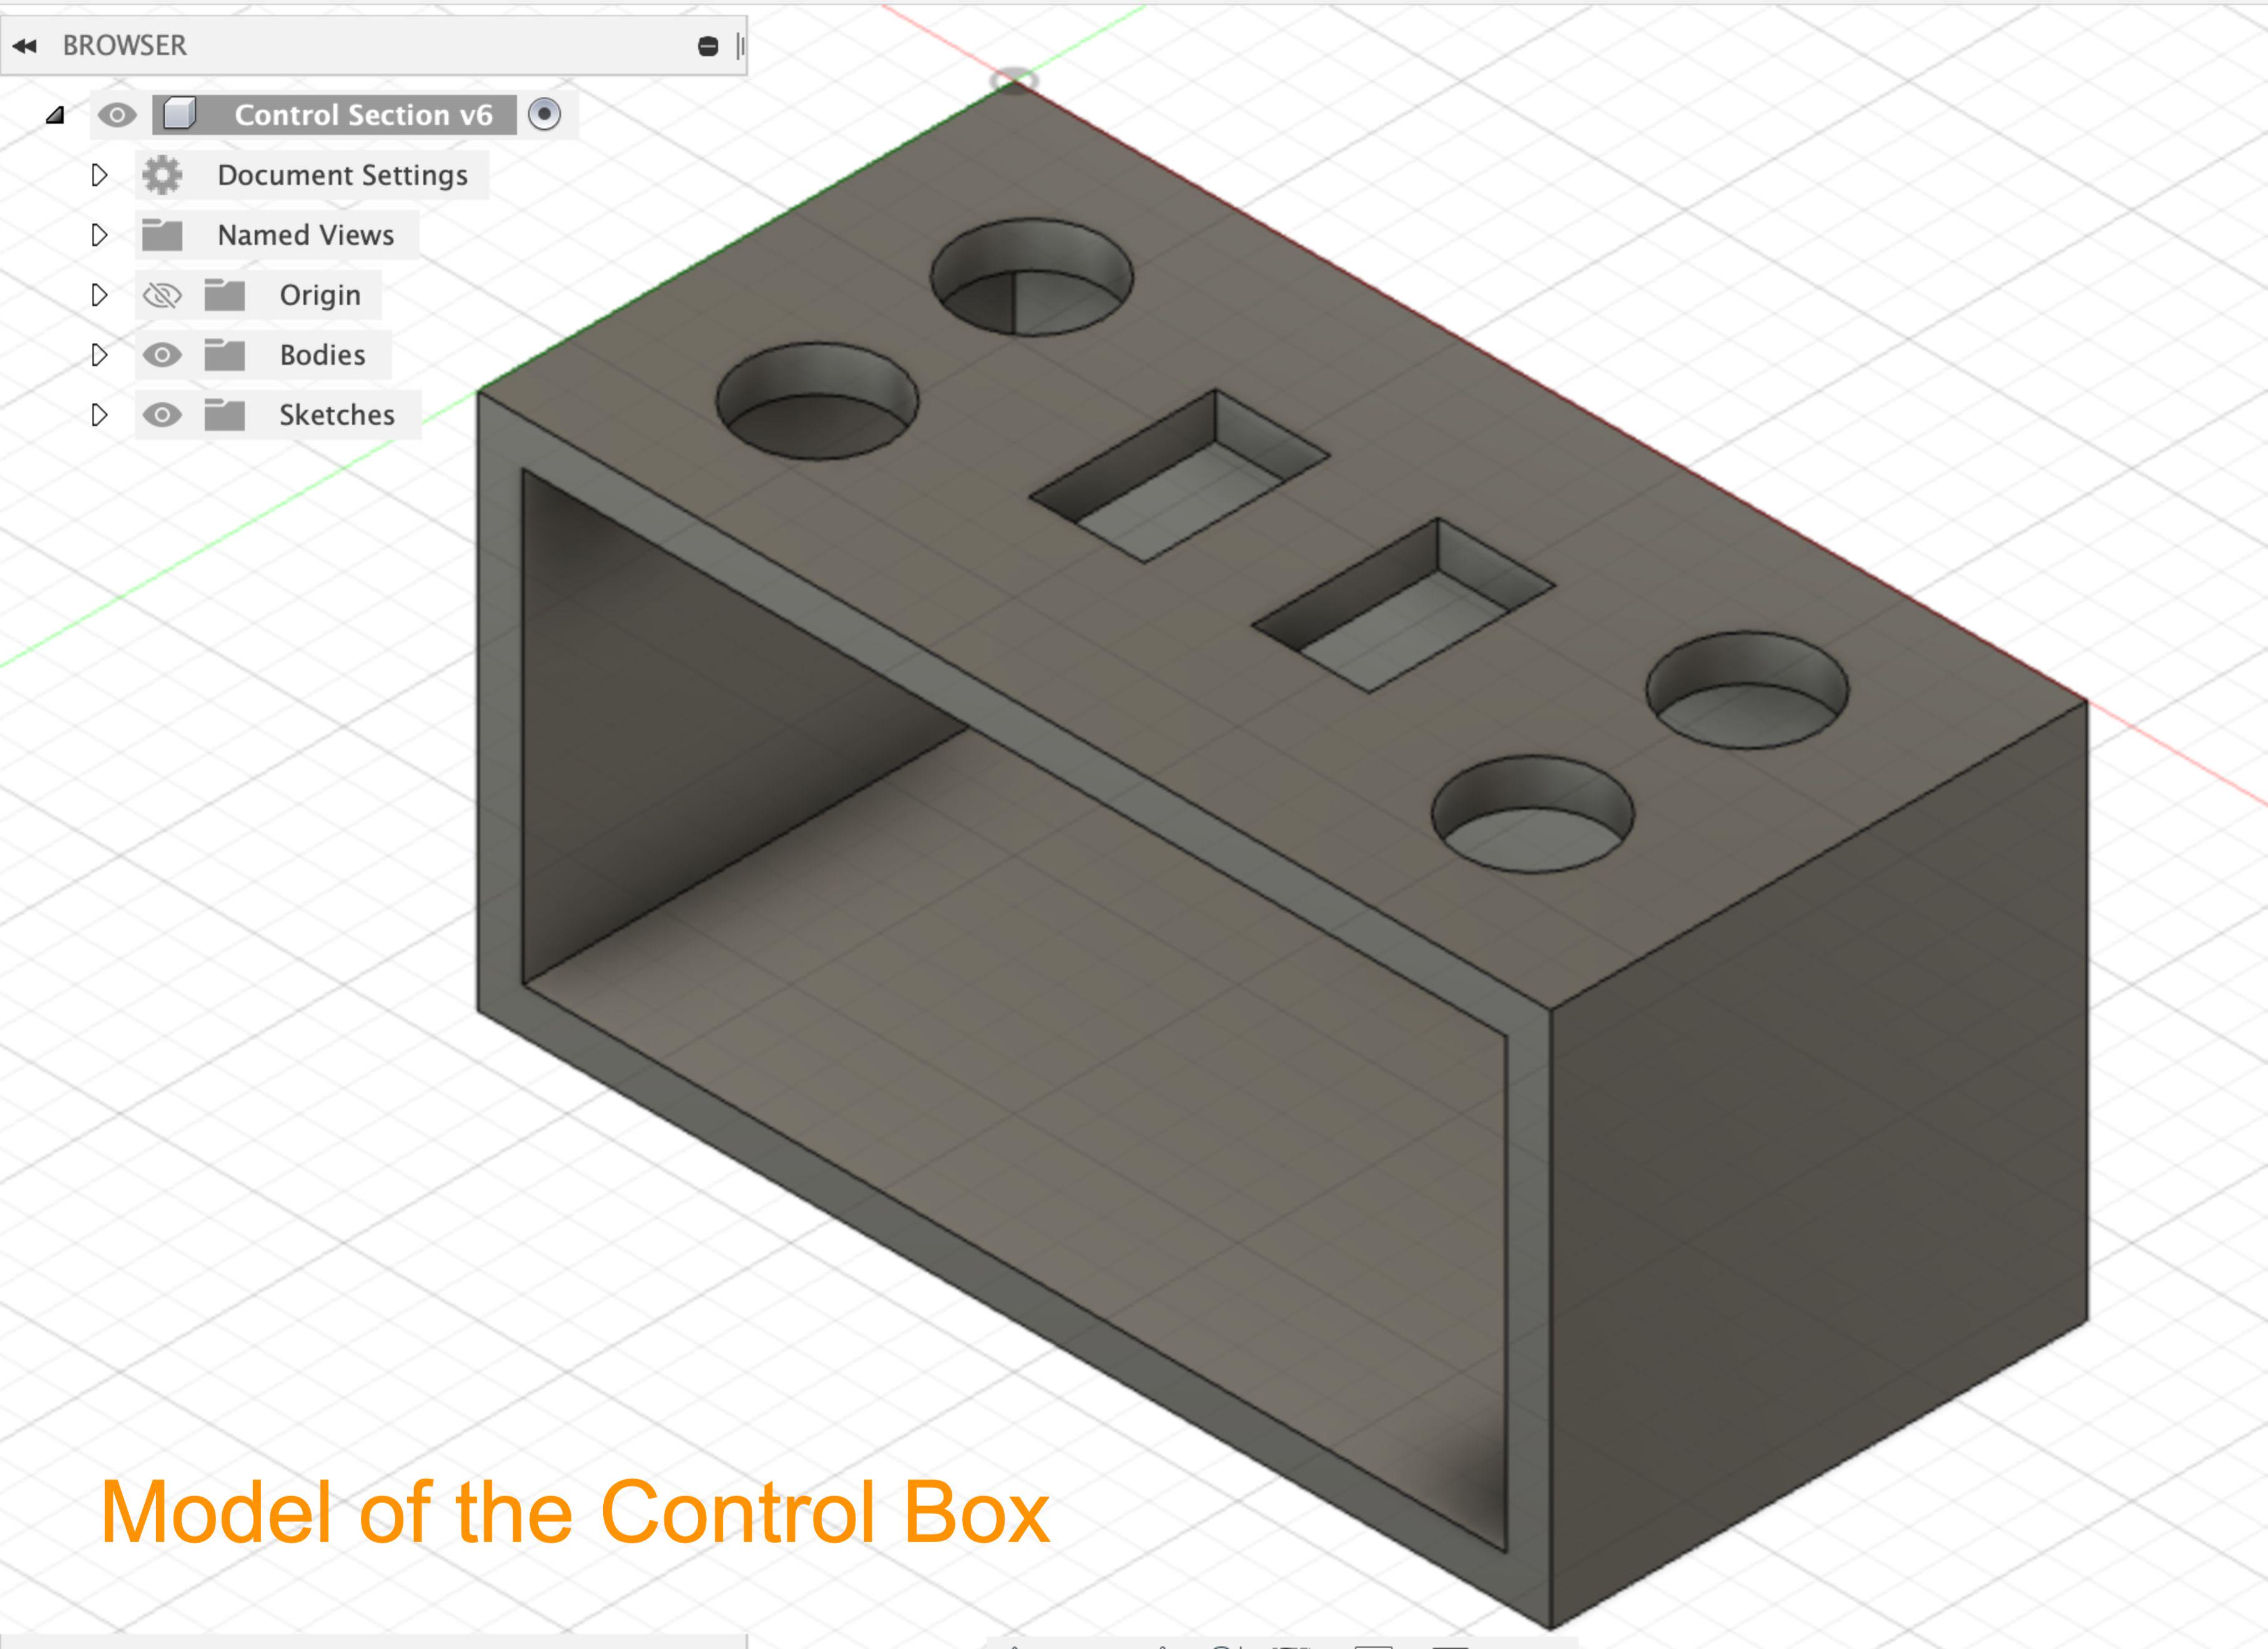 BROWSER
Control Section v6
Document Settings
Named Views
Origin
Bodies
Sketches
Model of the Control Box